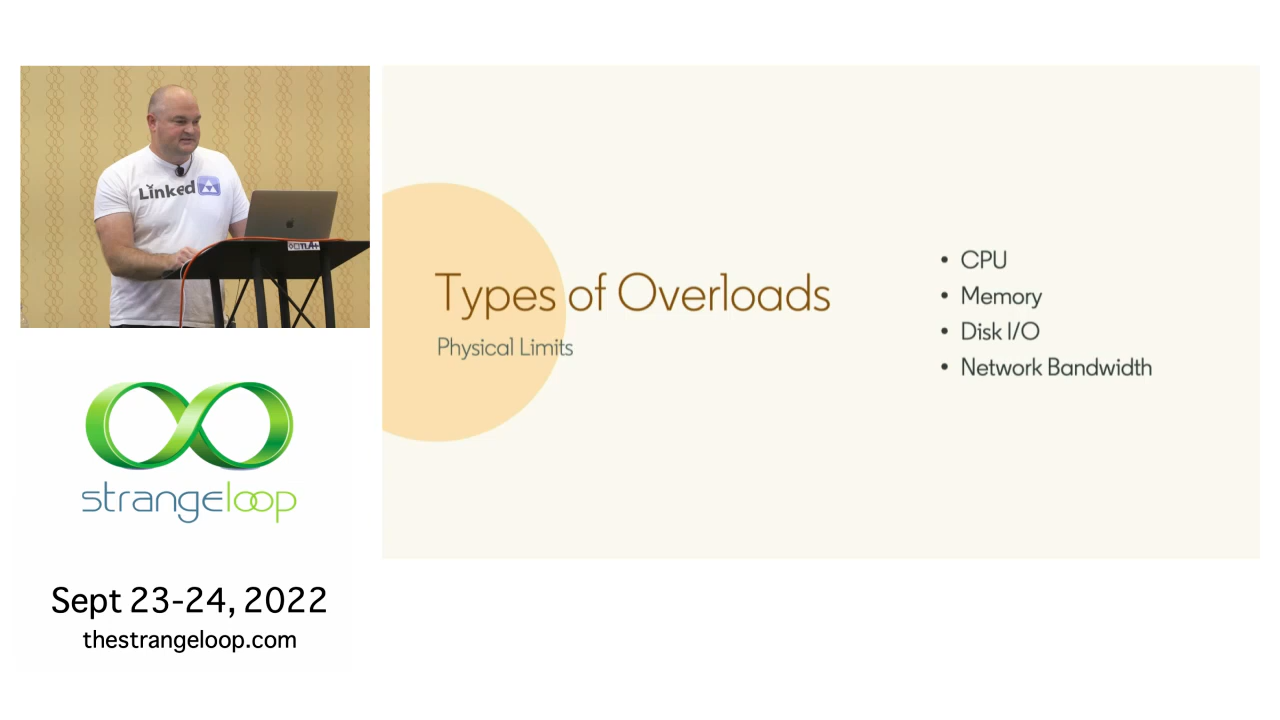 Linked
Types of Overloads
Physical Limits
• CPU
• Memory
• Disk I/O
• Network Bandwidth
strangeloop
Sept 23-24, 2022
thestrangeloop.com